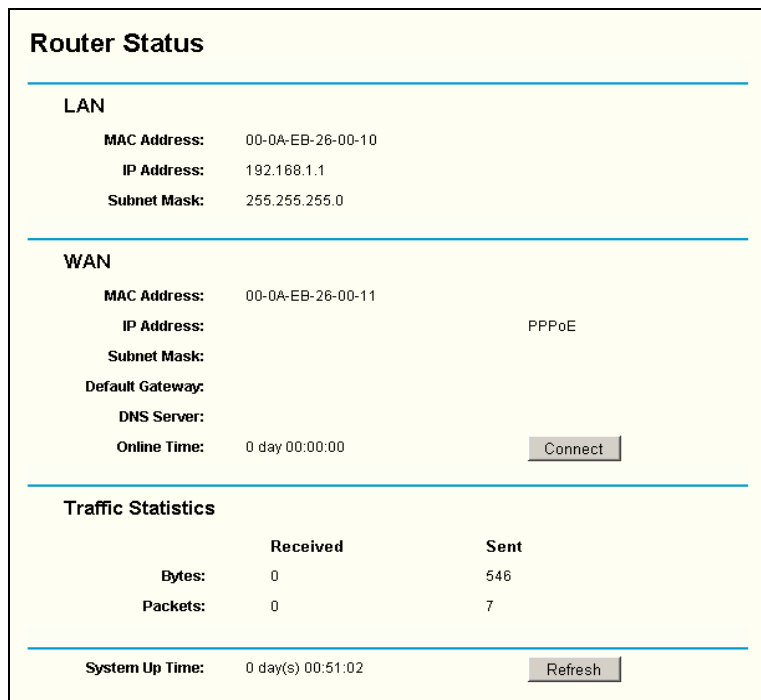 Router Status
LAN
MAC Address: 00-0A-EB-26-00-10
IP Address: 192.168.1.1
Subnet Mask: 255.255.255.0
WAN
MAC Address: 00-0A-EB-26-00-11
IP Address: PPPoE
Subnet Mask:
Default Gateway:
DNS Server:
Online Time: 0 day 00:00:00 Connect
Traffic Statistics
Received Sent
Bytes: 0 546
Packets: 0 7
System Up Time: 0 day(s) 00:51:02 Refresh